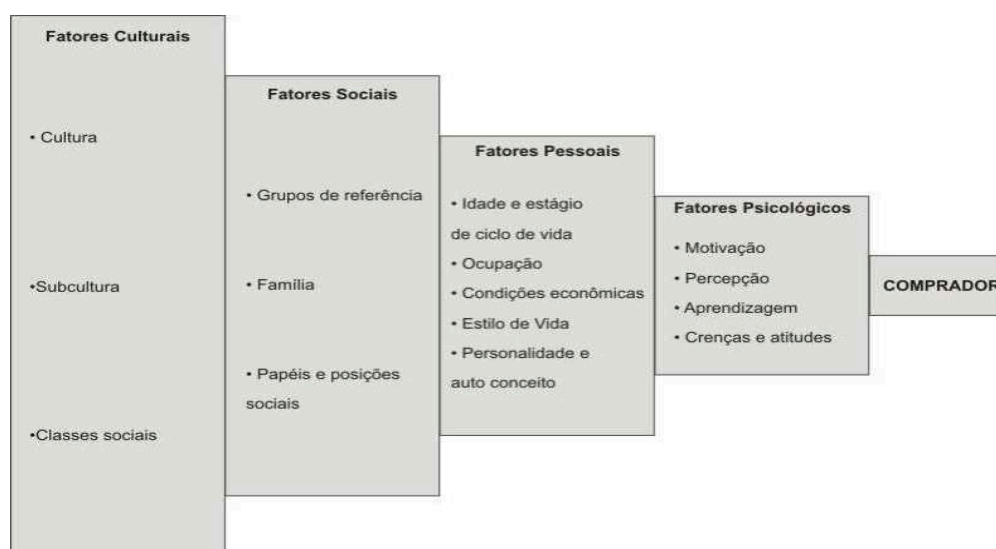 Fatores Culturais
• Cultura
•Subcultura
•Classes sociais
Fatores Sociais
• Grupos de referência
• Família
• Papéis e posições
sociais
Fatores Pessoais
• Idade e estágio
de ciclo de vida
• Ocupação
• Condições econômicas
• Estilo de Vida
• Personalidade e
auto conceito
Fatores Psicológicos
• Motivação
• Percepção
• Aprendizagem
• Crenças e atitudes
COMPRADOR